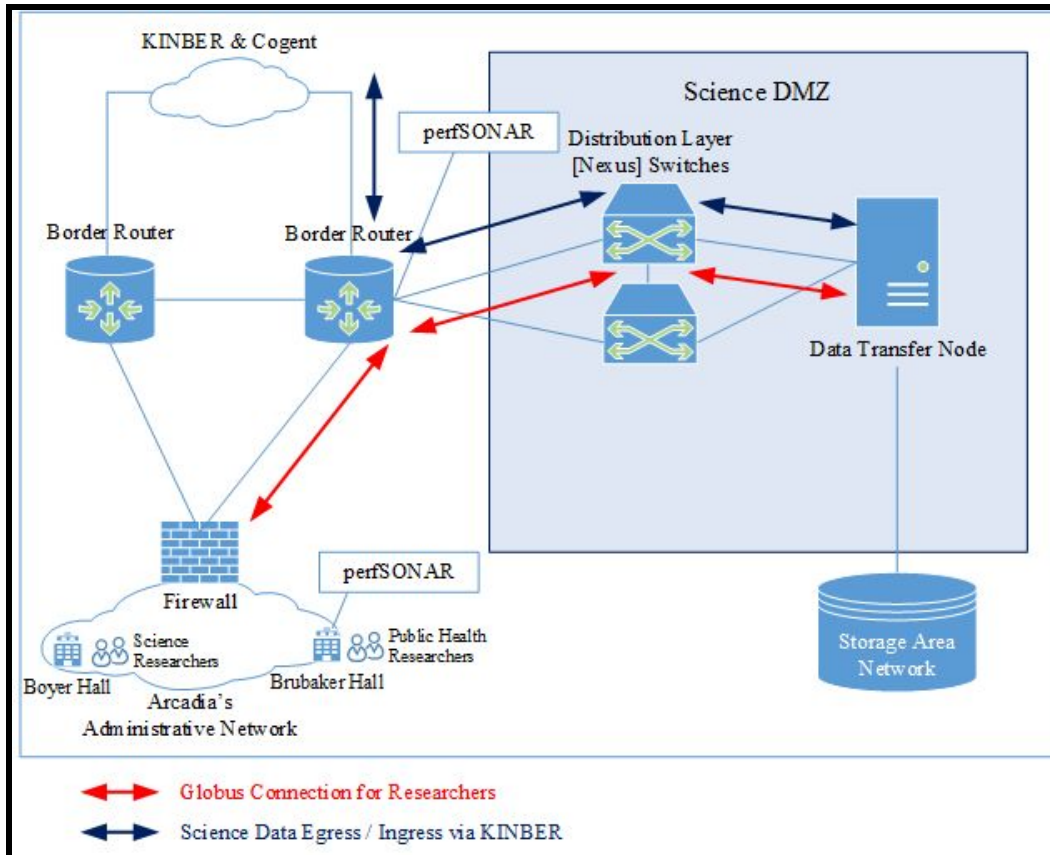 KINBER & Cogent
Science DMZ
perfSONAR
Distribution Layer
[Nexus] Switches
Border Router
Border Router
Data Transfer Node
perfSONAR
Firewall
Science
Researchers
Public Health
Researchers
Storage Area
Network
Boyer Hall
Brubaker Hall
Arcadia's
Administrative Network
Globus Connection for Researchers
Science Data Egress / Ingress via KINBER